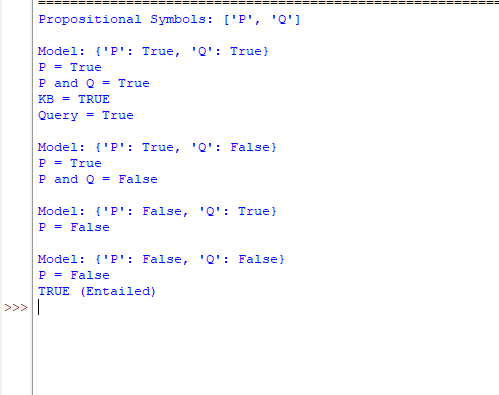 Propositional Symbols: ['P', 'Q']
Model: {'P': True, 'Q': True}
P = True
P and Q = True
KB = TRUE
Query = True
Model: {'P': True, 'Q': False}
P = True
P and Q = False
Model: {'P': False, 'Q': True}
P = False
Model: {'P': False, 'Q': False}
P = False
TRUE (Entailed)
>>>